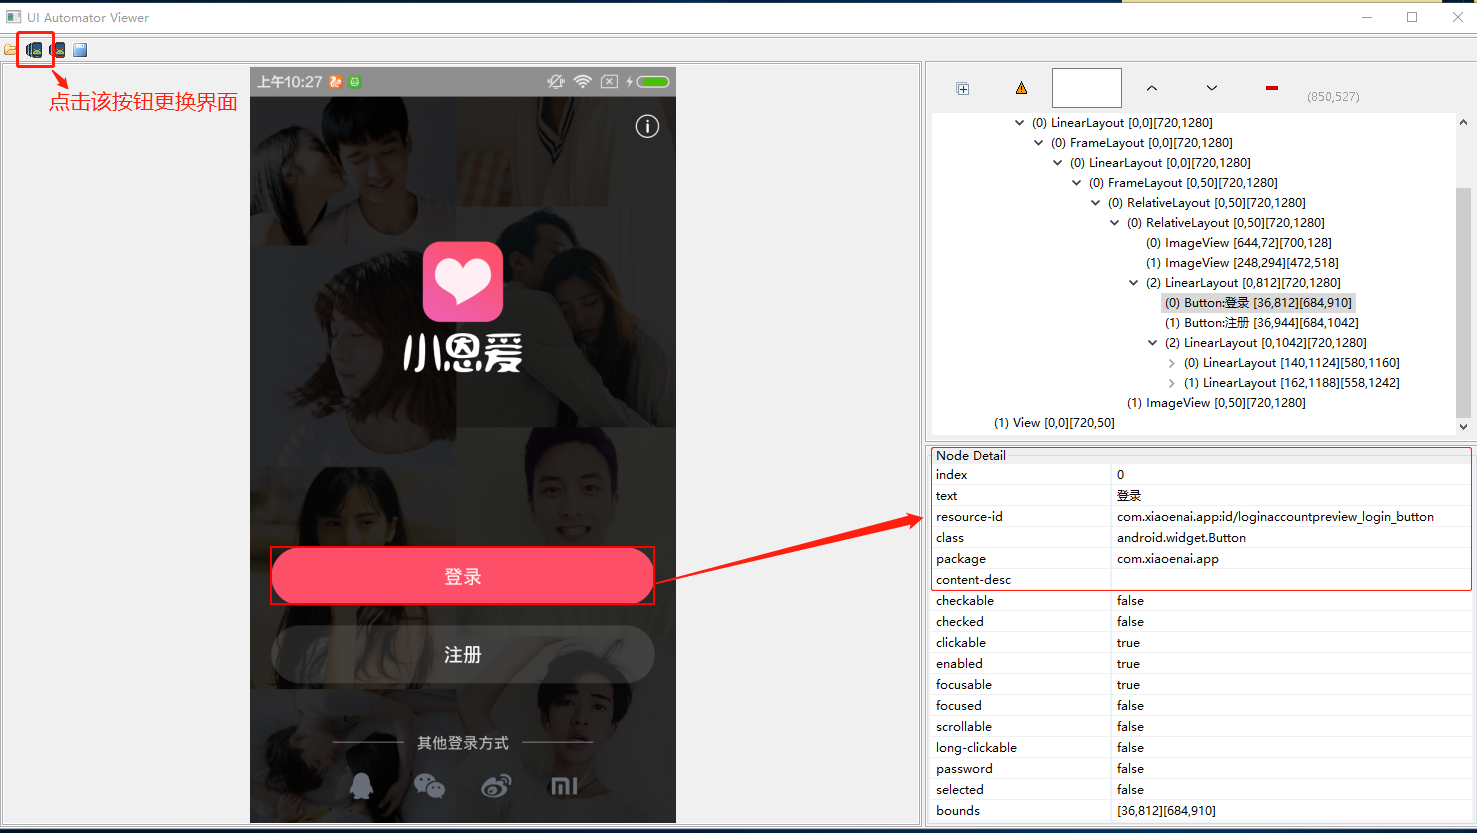 UI Automator Viewer
点击该按钮更换界面
上午10:27
小恩爱
登录
注册
其他登录方式
(850,527)
(0) LinearLayout [0,0][720,1280]
(0) FrameLayout [0,0][720,1280]
(0) LinearLayout [0,0][720,1280]
(0) FrameLayout [0,50][720,1280]
(0) RelativeLayout [0,50][720,1280]
(0) RelativeLayout [0,50][720,1280]
(0) ImageView [644,72][700,128]
(1) ImageView [248,294][472,518]
(2) LinearLayout [0,812][720,1280]
(0) Button:登录 [36,812][684,910]
(1) Button:注册 [36,944][684,1042]
(2) LinearLayout [0,1042][720,1280]
(0) LinearLayout [140,1124][580,1160]
(1) LinearLayout [162,1188][558,1242]
(1) ImageView [0,50][720,1280]
(1) View [0,0][720,50]
Node Detail
index 0
text 登录
resource-id com.xiaoenai.app:id/loginaccountpreview_login_button
class android.widget.Button
package com.xiaoenai.app
content-desc
checkable false
checked false
clickable true
enabled true
focusable true
focused false
scrollable false
long-clickable false
password false
selected false
bounds [36,812][684,910]